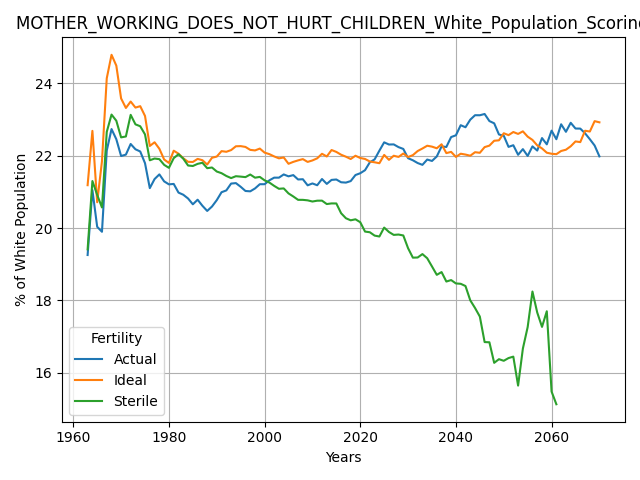 MOTHER_WORKING_DOES_NOT_HURT_CHILDREN_White_Population_Scoring
% of White Population
24
22
20
18
16
Fertility
Actual
Ideal
Sterile
1960 1980 2000 2020 2040 2060
Years